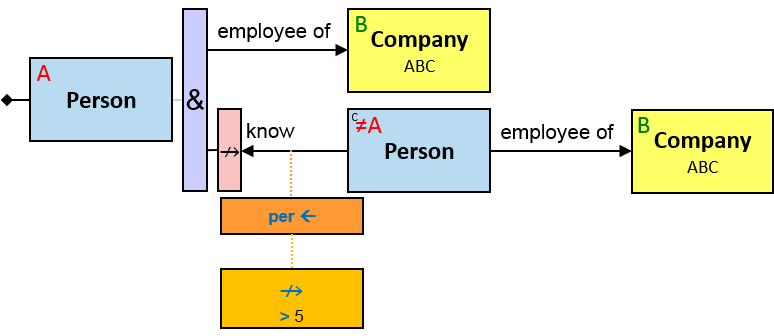 A
Person
&
employee of
B
Company
ABC
↛
know
c
≠A
Person
employee of
B
Company
ABC
per ←
↛
> 5